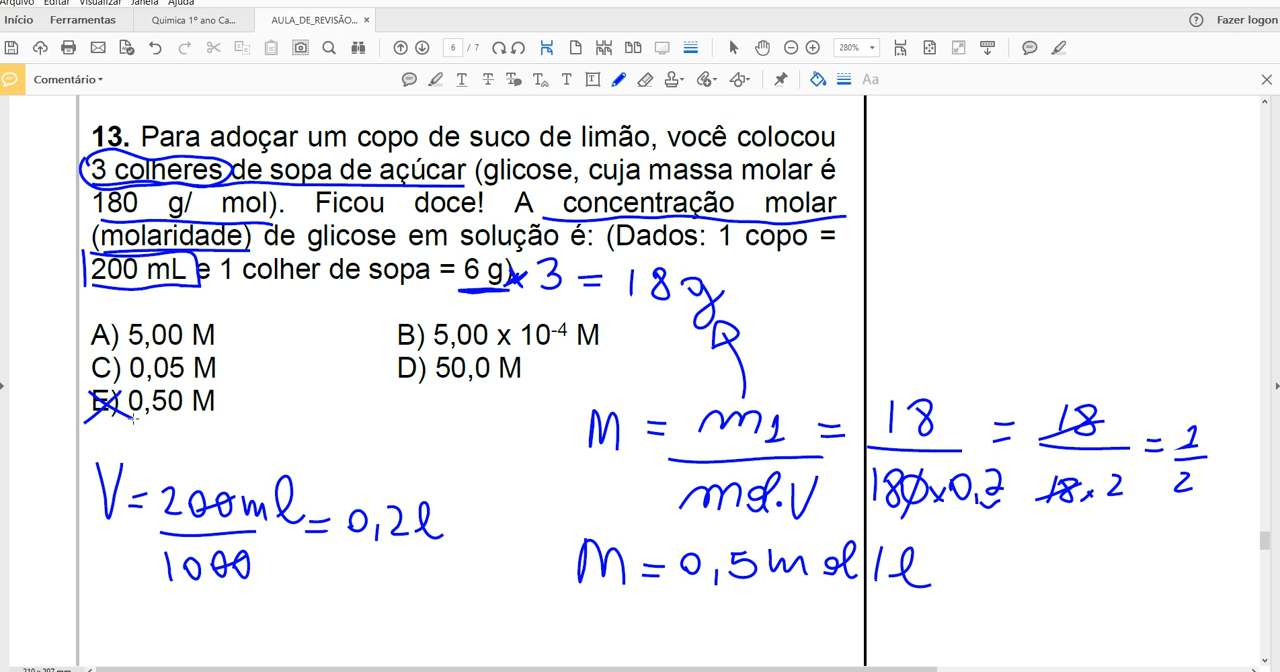 Arquivo Editar Visualizar Janela Ajuda
Início Ferramentas Quimica 1º ano Ca... AULA_DE_REVISÃO... × Fazer logon
6 / 7 280%
Comentário Aa
13. Para adoçar um copo de suco de limão, você colocou
3 colheres de sopa de açúcar (glicose, cuja massa molar é
180 g/ mol). Ficou doce! A concentração molar
(molaridade) de glicose em solução é: (Dados: 1 copo =
200 mL e 1 colher de sopa = 6 g) x 3 = 18 g
A) 5,00 M B) 5,00 x 10⁻⁴ M
C) 0,05 M D) 50,0 M
E) 0,50 M
M = m1 / mol.V = 18 / 180x0,2 = 18 / 18x2 = 1 / 2
V = 200ml / 1000 = 0,2l
M = 0,5mol/l